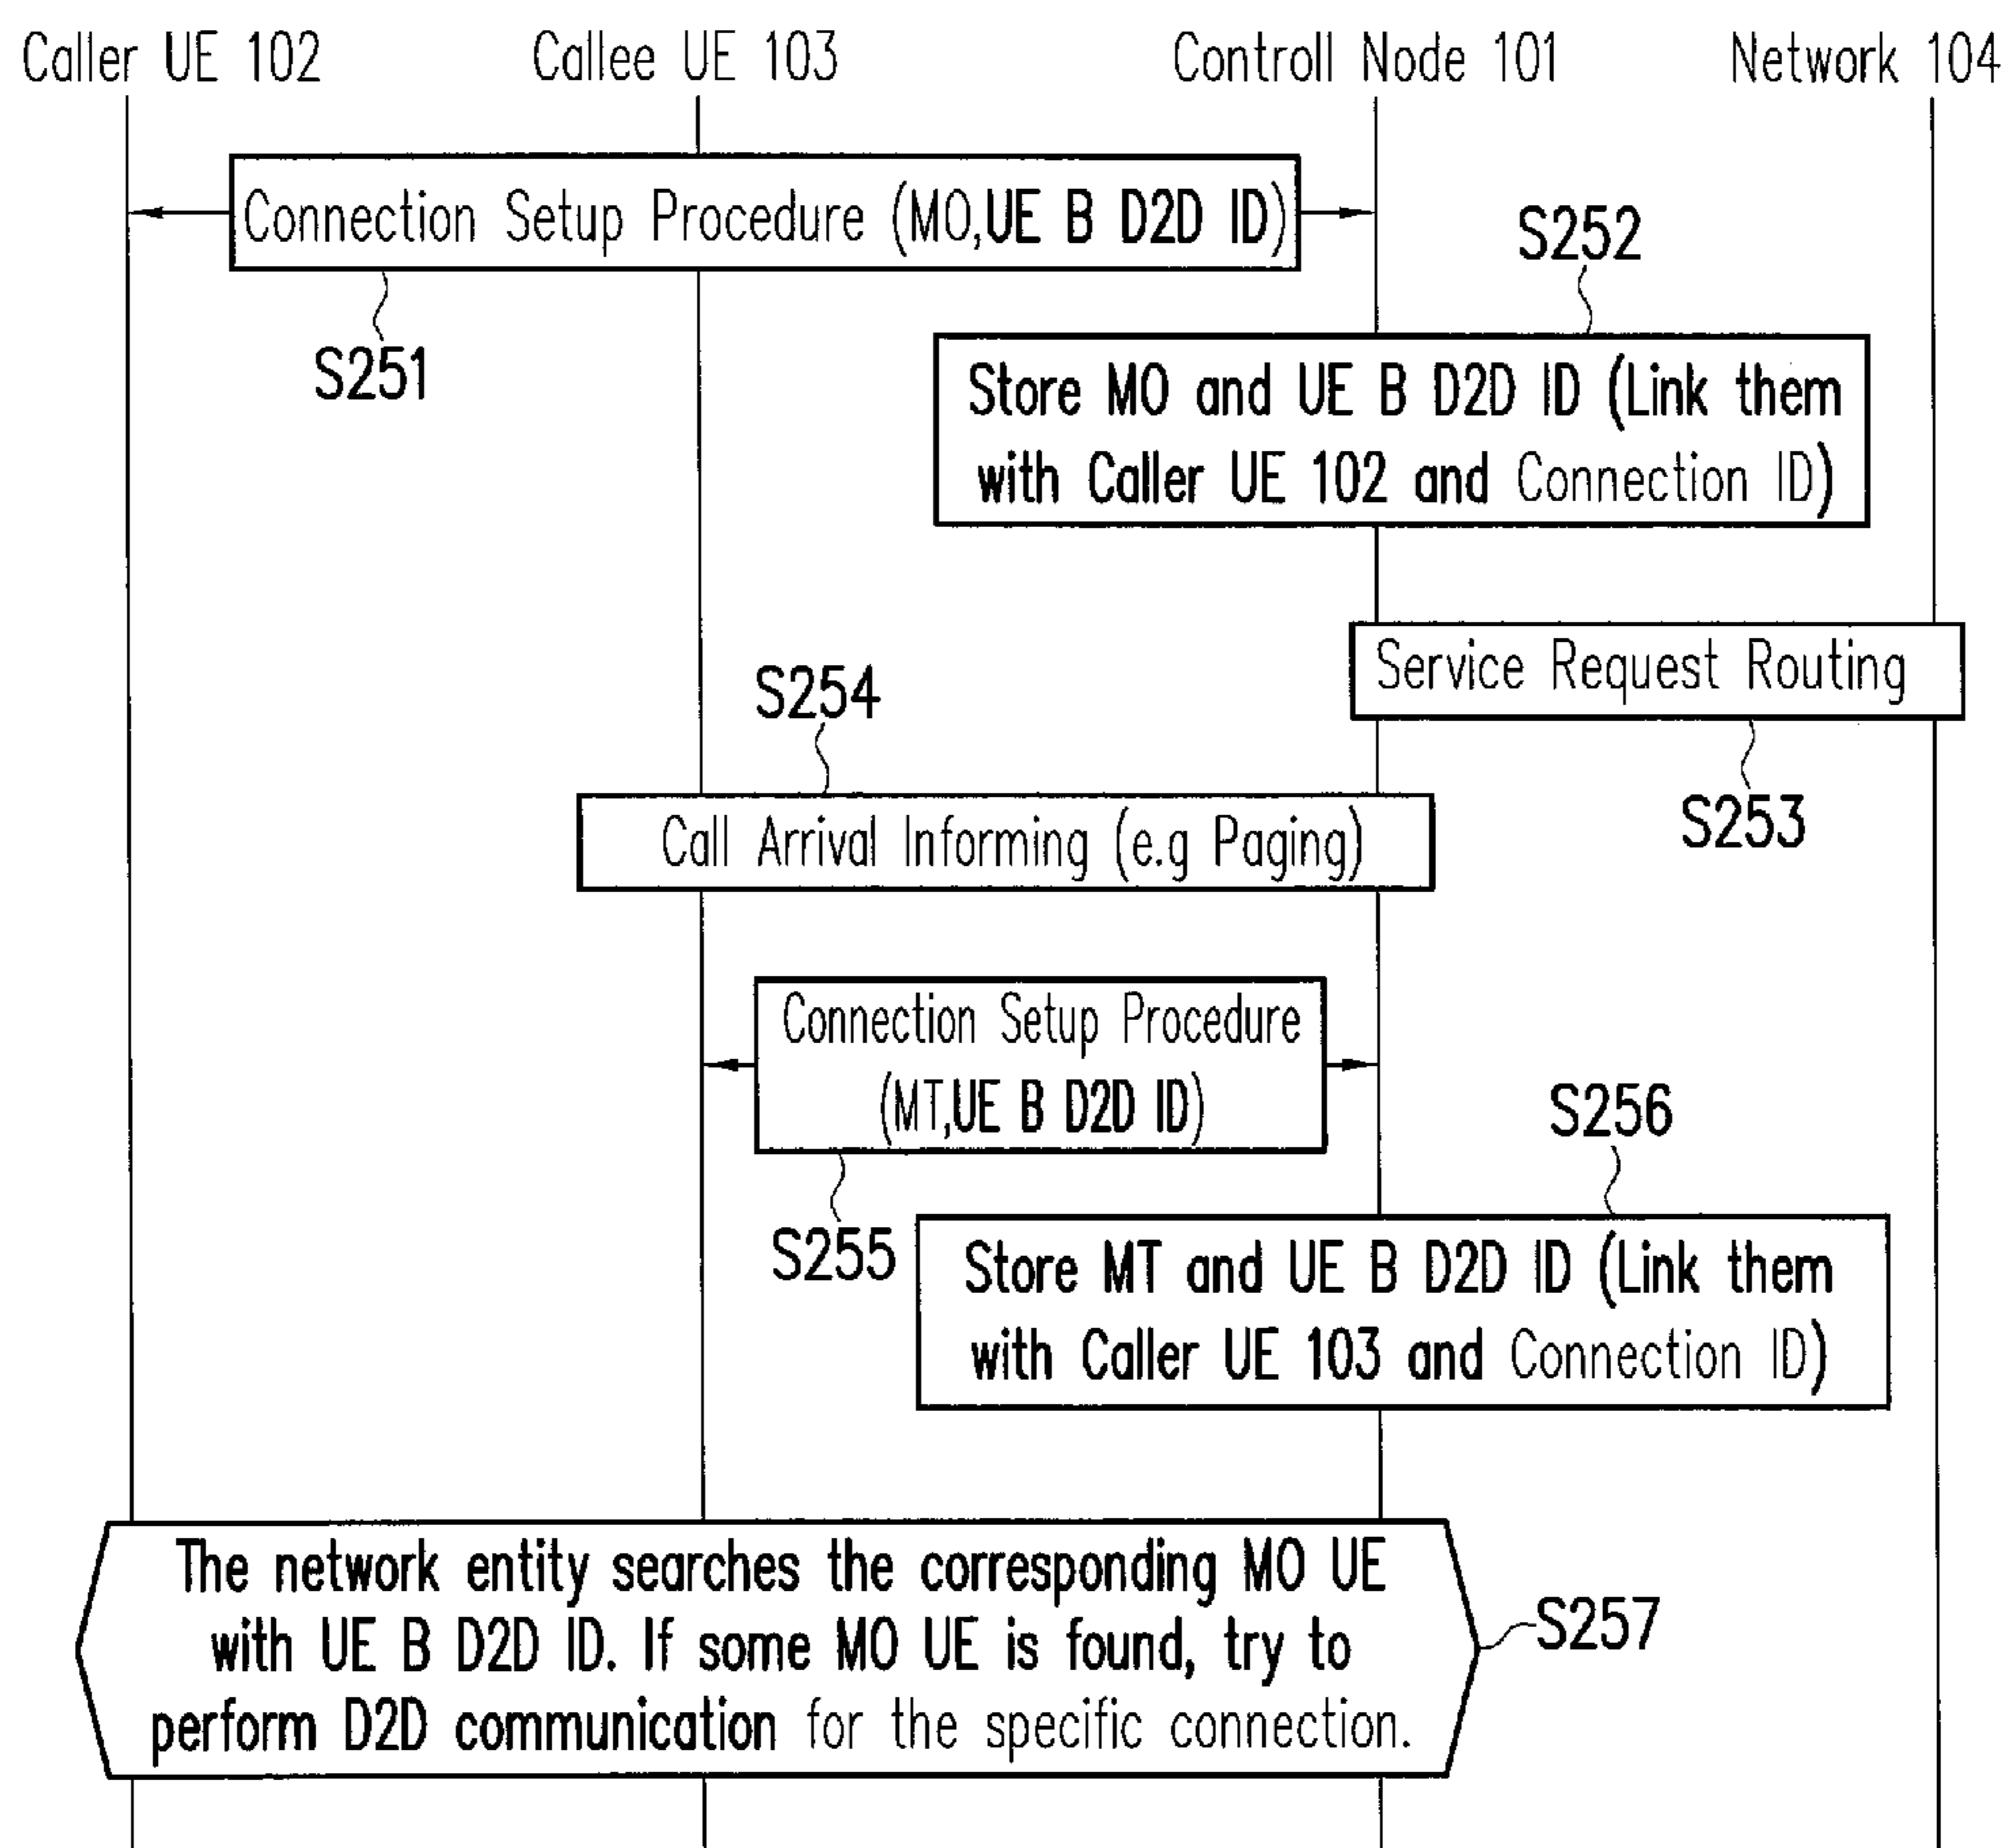 Caller UE 102
Callee UE 103
Controll Node 101
Network 104
Connection Setup Procedure (MO,UE B D2D ID)
S251
S252
Store MO and UE B D2D ID (Link them
with Caller UE 102 and Connection ID)
Service Request Routing
S253
S254
Call Arrival Informing (e.g Paging)
Connection Setup Procedure
(MT,UE B D2D ID)
S255
S256
Store MT and UE B D2D ID (Link them
with Caller UE 103 and Connection ID)
The network entity searches the corresponding MO UE
with UE B D2D ID. If some MO UE is found, try to
perform D2D communication for the specific connection.
S257